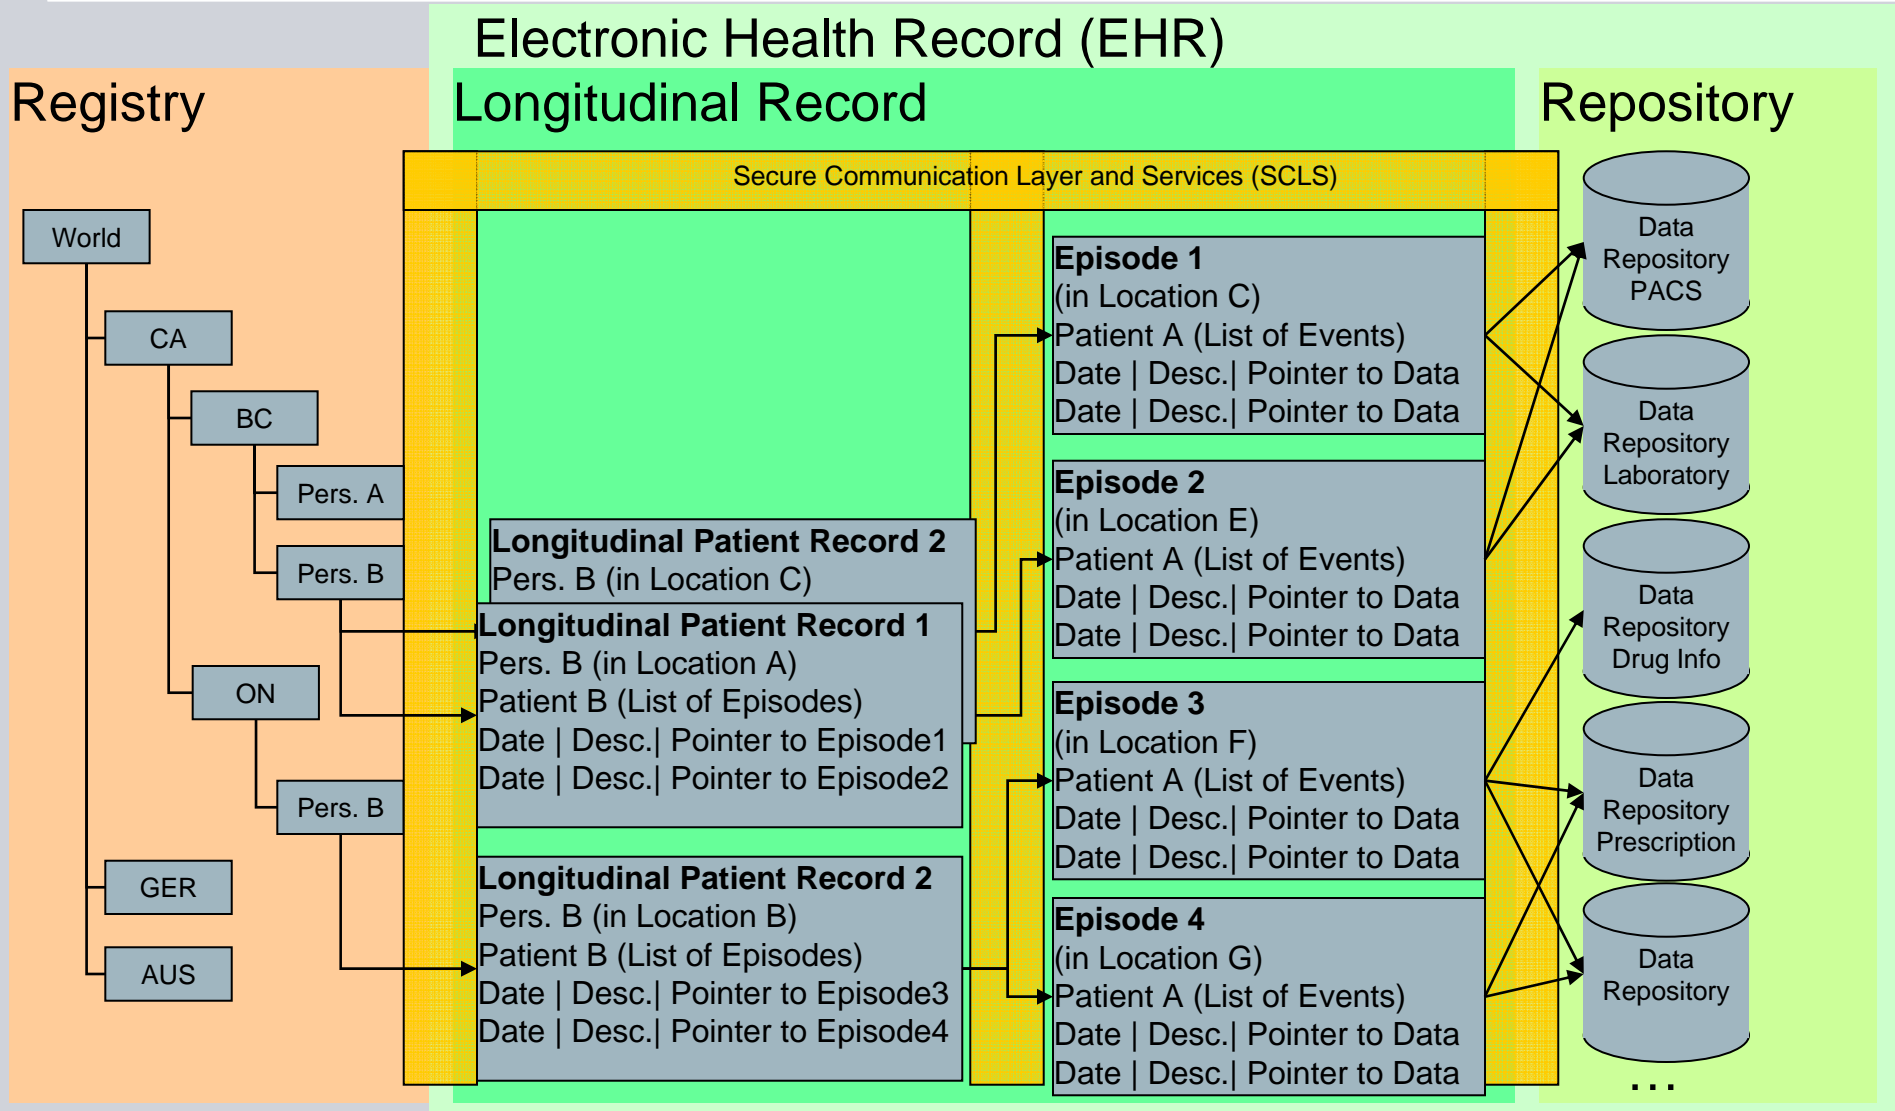 Electronic Health Record (EHR)
Registry
Longitudinal Record
Repository
Secure Communication Layer and Services (SCLS)
World
CA
BC
Pers. A
Pers. B
ON
Pers. B
GER
AUS
Longitudinal Patient Record 2
Pers. B (in Location C)
Longitudinal Patient Record 1
Pers. B (in Location A)
Patient B (List of Episodes)
Date | Desc.| Pointer to Episode1
Date | Desc.| Pointer to Episode2
Longitudinal Patient Record 2
Pers. B (in Location B)
Patient B (List of Episodes)
Date | Desc.| Pointer to Episode3
Date | Desc.| Pointer to Episode4
Episode 1
(in Location C)
Patient A (List of Events)
Date | Desc.| Pointer to Data
Date | Desc.| Pointer to Data
Episode 2
(in Location E)
Patient A (List of Events)
Date | Desc.| Pointer to Data
Date | Desc.| Pointer to Data
Episode 3
(in Location F)
Patient A (List of Events)
Date | Desc.| Pointer to Data
Date | Desc.| Pointer to Data
Episode 4
(in Location G)
Patient A (List of Events)
Date | Desc.| Pointer to Data
Date | Desc.| Pointer to Data
Data
Repository
PACS
Data
Repository
Laboratory
Data
Repository
Drug Info
Data
Repository
Prescription
Data
Repository
…